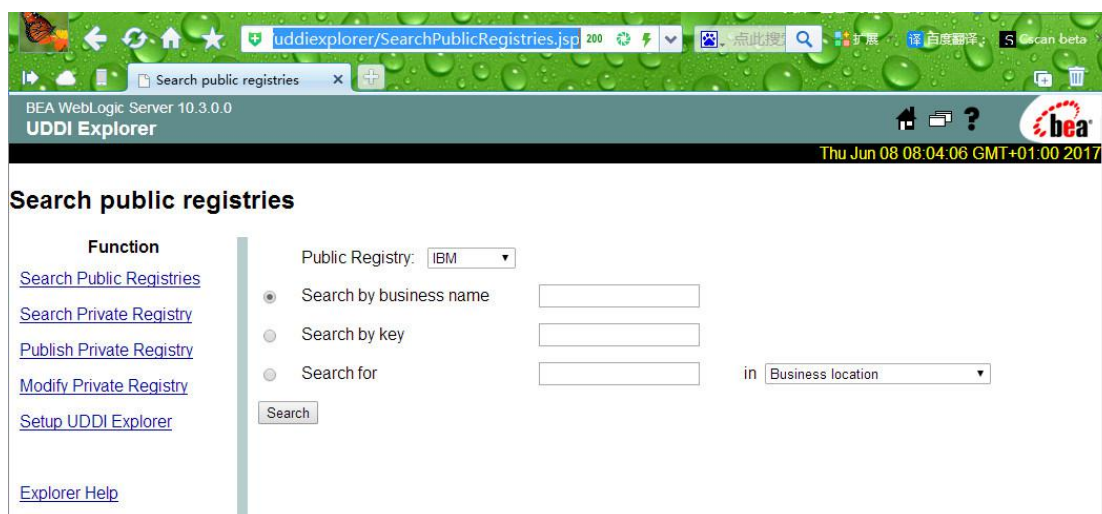 uddiexplorer/SearchPublicRegistries.jsp 200 点此搜 扩展 译 百度翻译 S Gscan beta
Search public registries
BEA WebLogic Server 10.3.0.0
UDDI Explorer
bea
Thu Jun 08 08:04:06 GMT+01:00 2017
Search public registries
Function
Search Public Registries
Search Private Registry
Publish Private Registry
Modify Private Registry
Setup UDDI Explorer
Explorer Help
Public Registry: IBM
Search by business name
Search by key
Search for in Business location
Search